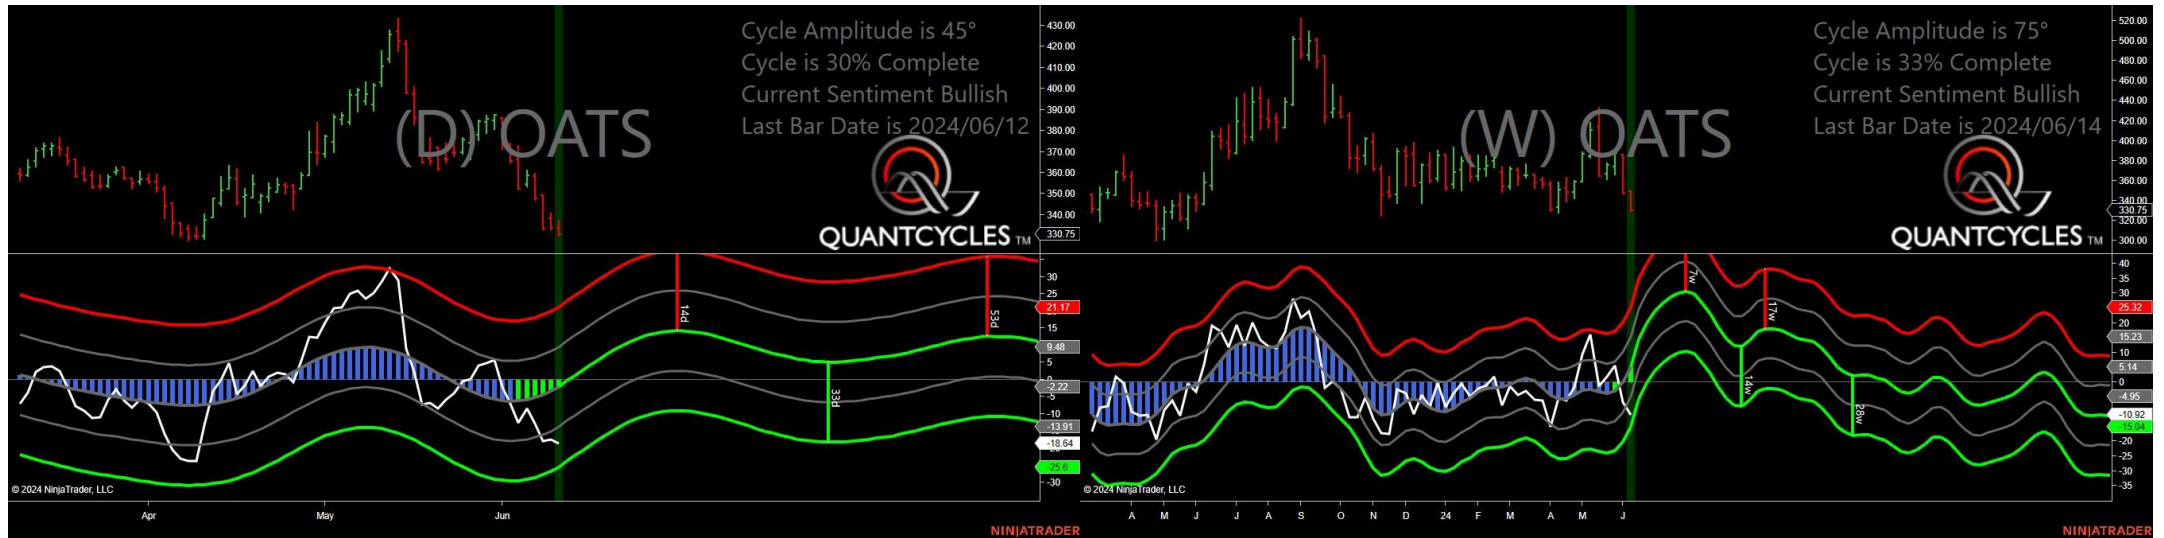 Cycle Amplitude is 45°
Cycle is 30% Complete
Current Sentiment Bullish
Last Bar Date is 2024/06/12
(D) OATS
QUANTCYCLES TM
430.00
420.00
410.00
400.00
390.00
380.00
370.00
360.00
350.00
340.00
330.75
14d
33d
53d
30
25
21.17
15
9.48
5
0
-2.22
-5
-10
-13.91
-18.64
-25.6
-30
© 2024 NinjaTrader, LLC
Apr May Jun
NINJATRADER
Cycle Amplitude is 75°
Cycle is 33% Complete
Current Sentiment Bullish
Last Bar Date is 2024/06/14
(W) OATS
QUANTCYCLES TM
520.00
500.00
480.00
460.00
440.00
420.00
400.00
380.00
360.00
340.00
330.75
320.00
300.00
7w
17w
14w
28w
40
35
30
25.32
20
15.23
10
5.14
0
-4.95
-10.92
-15.04
-20
-25
-30
-35
© 2024 NinjaTrader, LLC
A M J J A S O N D 24 F M A M J
NINJATRADER